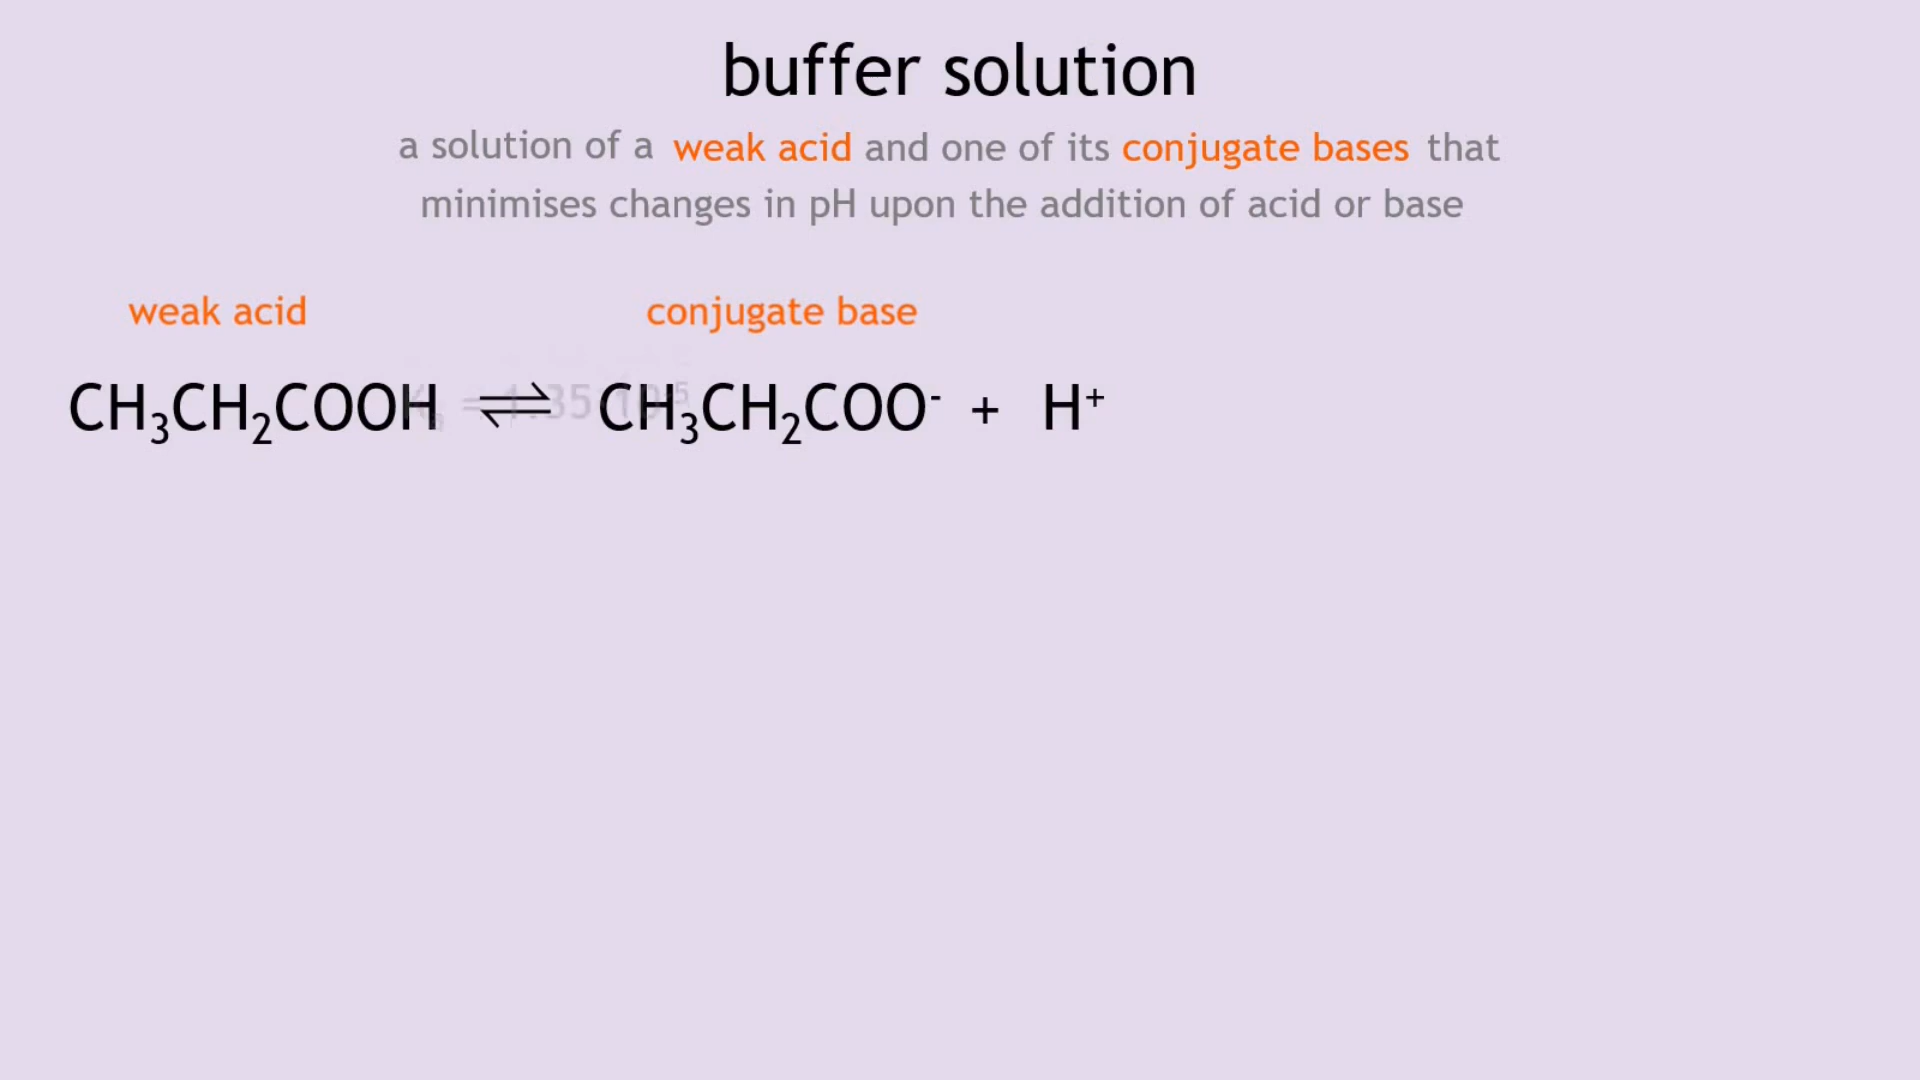 buffer solution
a solution of a weak acid and one of its conjugate bases that
minimises changes in pH upon the addition of acid or base
weak acid conjugate base
CH₃CH₂COOH ⇌ CH₃CH₂COO⁻ + H⁺